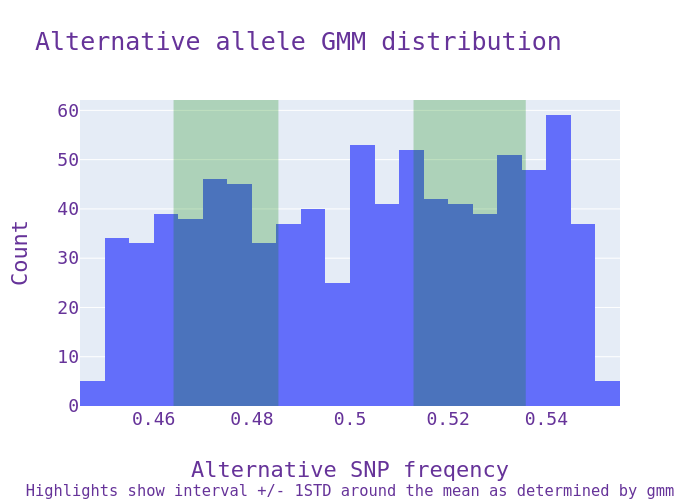 Alternative allele GMM distribution
60
50
40
30
20
10
0
Count
0.46 0.48 0.5 0.52 0.54
Alternative SNP freqency
Highlights show interval +/- 1STD around the mean as determined by gmm